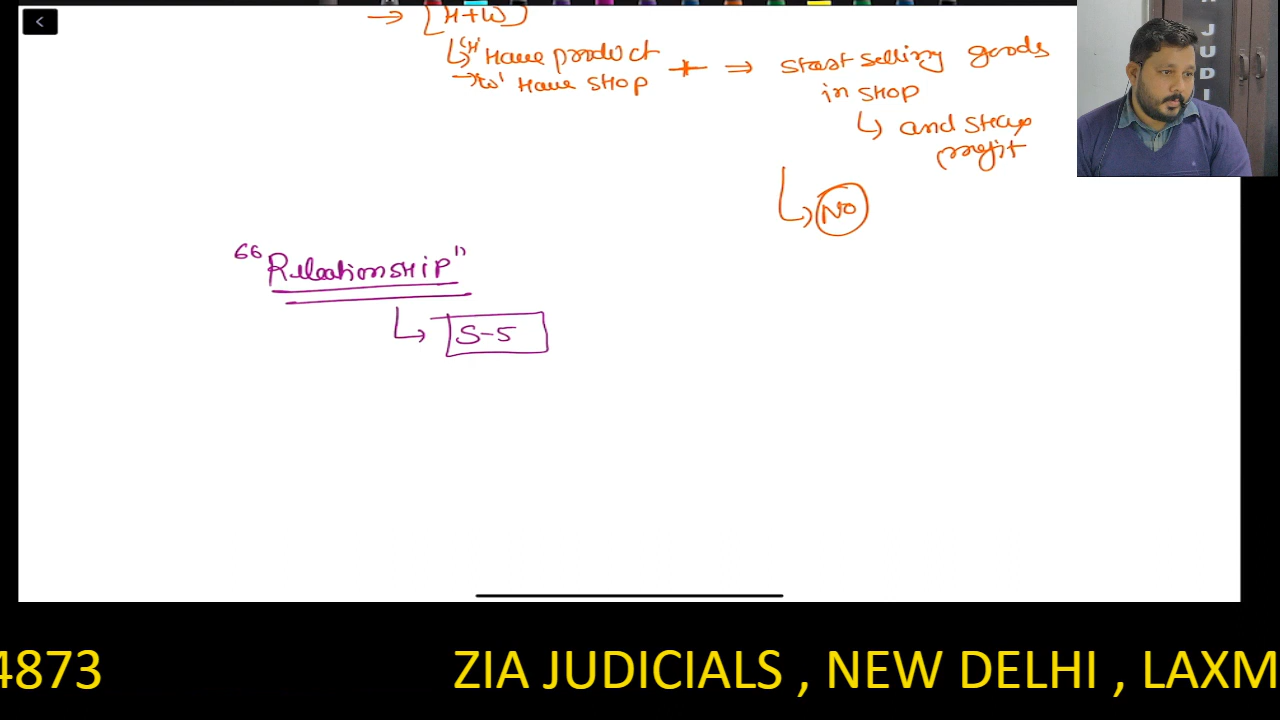 → [H+W]
↳ 'H' Have product
→ 'W' Have SHOP + ⇒ Start Selling goods
in SHOP
↳ and SHare
profit
↳ NO
"RelationSHIP"
↳ S-5
JUDI
4873 ZIA JUDICIALS , NEW DELHI , LAXM